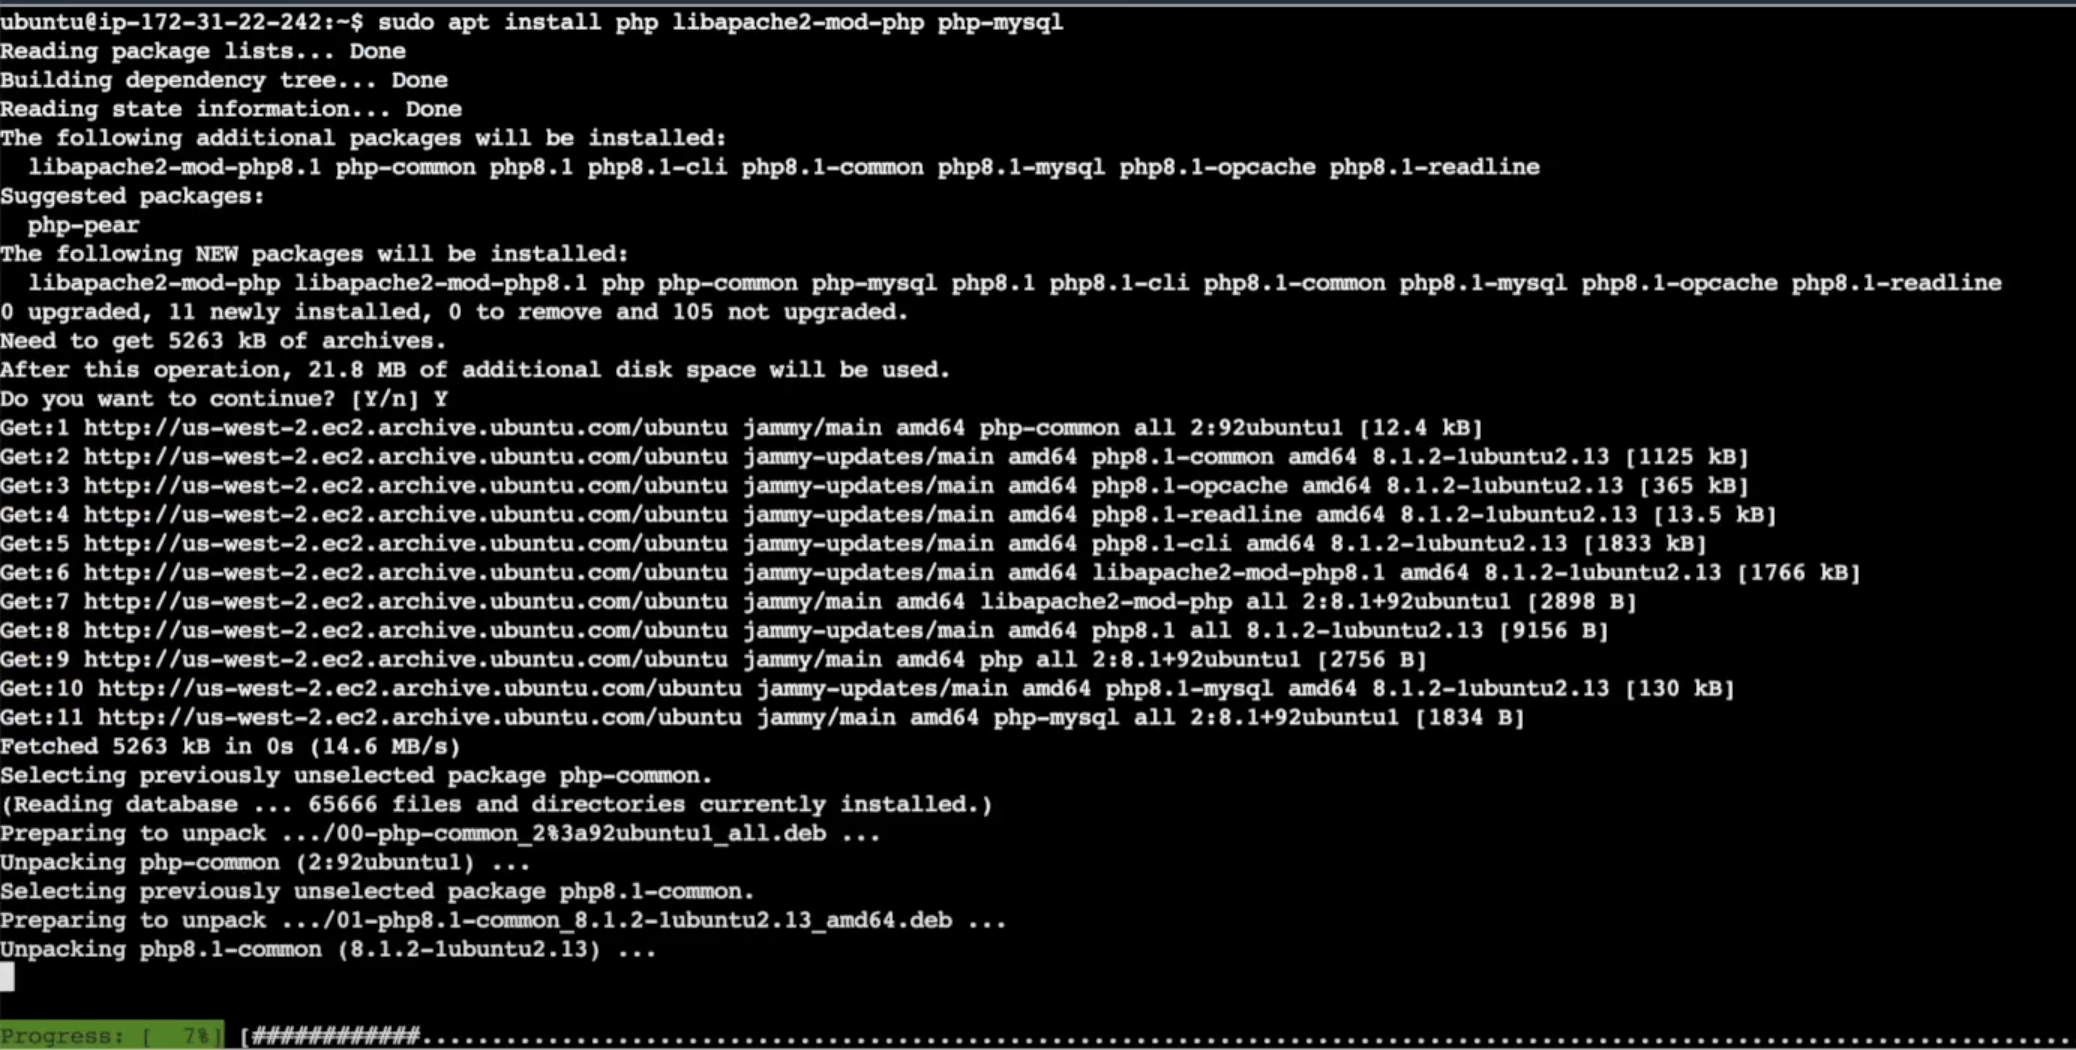 ubuntu@ip-172-31-22-242:~$ sudo apt install php libapache2-mod-php php-mysql
Reading package lists... Done
Building dependency tree... Done
Reading state information... Done
The following additional packages will be installed:
  libapache2-mod-php8.1 php-common php8.1 php8.1-cli php8.1-common php8.1-mysql php8.1-opcache php8.1-readline
Suggested packages:
  php-pear
The following NEW packages will be installed:
  libapache2-mod-php libapache2-mod-php8.1 php php-common php-mysql php8.1 php8.1-cli php8.1-common php8.1-mysql php8.1-opcache php8.1-readline
0 upgraded, 11 newly installed, 0 to remove and 105 not upgraded.
Need to get 5263 kB of archives.
After this operation, 21.8 MB of additional disk space will be used.
Do you want to continue? [Y/n] Y
Get:1 http://us-west-2.ec2.archive.ubuntu.com/ubuntu jammy/main amd64 php-common all 2:92ubuntu1 [12.4 kB]
Get:2 http://us-west-2.ec2.archive.ubuntu.com/ubuntu jammy-updates/main amd64 php8.1-common amd64 8.1.2-1ubuntu2.13 [1125 kB]
Get:3 http://us-west-2.ec2.archive.ubuntu.com/ubuntu jammy-updates/main amd64 php8.1-opcache amd64 8.1.2-1ubuntu2.13 [365 kB]
Get:4 http://us-west-2.ec2.archive.ubuntu.com/ubuntu jammy-updates/main amd64 php8.1-readline amd64 8.1.2-1ubuntu2.13 [13.5 kB]
Get:5 http://us-west-2.ec2.archive.ubuntu.com/ubuntu jammy-updates/main amd64 php8.1-cli amd64 8.1.2-1ubuntu2.13 [1833 kB]
Get:6 http://us-west-2.ec2.archive.ubuntu.com/ubuntu jammy-updates/main amd64 libapache2-mod-php8.1 amd64 8.1.2-1ubuntu2.13 [1766 kB]
Get:7 http://us-west-2.ec2.archive.ubuntu.com/ubuntu jammy/main amd64 libapache2-mod-php all 2:8.1+92ubuntu1 [2898 B]
Get:8 http://us-west-2.ec2.archive.ubuntu.com/ubuntu jammy-updates/main amd64 php8.1 all 8.1.2-1ubuntu2.13 [9156 B]
Get:9 http://us-west-2.ec2.archive.ubuntu.com/ubuntu jammy/main amd64 php all 2:8.1+92ubuntu1 [2756 B]
Get:10 http://us-west-2.ec2.archive.ubuntu.com/ubuntu jammy-updates/main amd64 php8.1-mysql amd64 8.1.2-1ubuntu2.13 [130 kB]
Get:11 http://us-west-2.ec2.archive.ubuntu.com/ubuntu jammy/main amd64 php-mysql all 2:8.1+92ubuntu1 [1834 B]
Fetched 5263 kB in 0s (14.6 MB/s)
Selecting previously unselected package php-common.
(Reading database ... 65666 files and directories currently installed.)
Preparing to unpack .../00-php-common_2%3a92ubuntu1_all.deb ...
Unpacking php-common (2:92ubuntu1) ...
Selecting previously unselected package php8.1-common.
Preparing to unpack .../01-php8.1-common_8.1.2-1ubuntu2.13_amd64.deb ...
Unpacking php8.1-common (8.1.2-1ubuntu2.13) ...
Progress: [  7%] [############......................................................................................................................